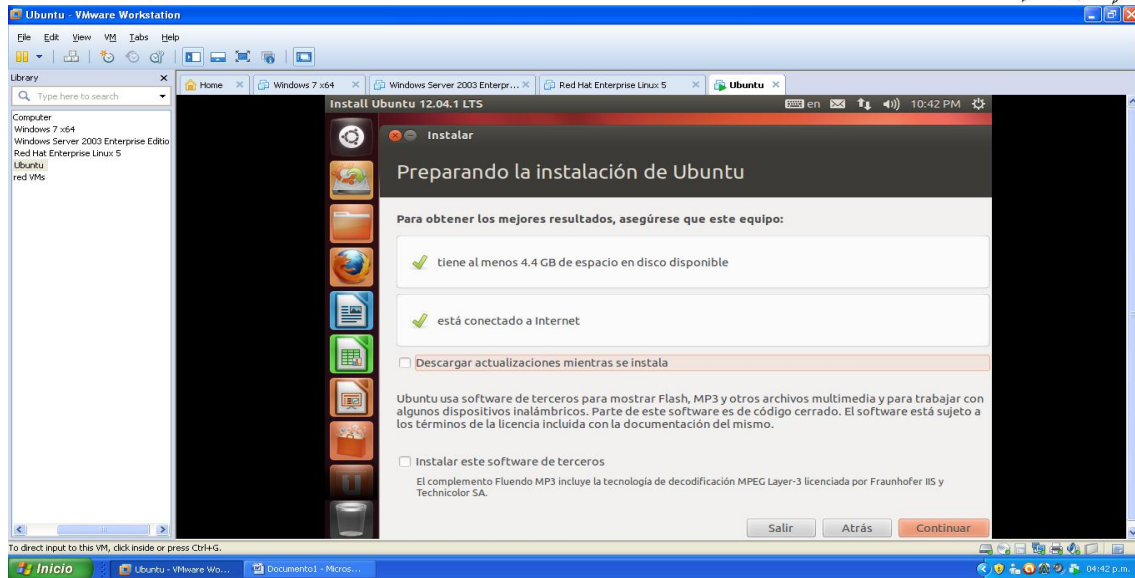 Ubuntu - VMware Workstation
File Edit View VM Tabs Help
Library
Type here to search
Computer
Windows 7 x64
Windows Server 2003 Enterprise Editio
Red Hat Enterprise Linux 5
Ubuntu
red VMs
Home Windows 7 x64 Windows Server 2003 Enterpr... Red Hat Enterprise Linux 5 Ubuntu
Install Ubuntu 12.04.1 LTS en 10:42 PM
Instalar
Preparando la instalación de Ubuntu
Para obtener los mejores resultados, asegúrese que este equipo:
tiene al menos 4.4 GB de espacio en disco disponible
está conectado a Internet
Descargar actualizaciones mientras se instala
Ubuntu usa software de terceros para mostrar Flash, MP3 y otros archivos multimedia y para trabajar con
algunos dispositivos inalámbricos. Parte de este software es de código cerrado. El software está sujeto a
los términos de la licencia incluida con la documentación del mismo.
Instalar este software de terceros
El complemento Fluendo MP3 incluye la tecnología de decodificación MPEG Layer-3 licenciada por Fraunhofer IIS y
Technicolor SA.
Salir Atrás Continuar
To direct input to this VM, click inside or press Ctrl+G.
Inicio Ubuntu - VMware Wo... Documento1 - Micros... 04:42 p.m.